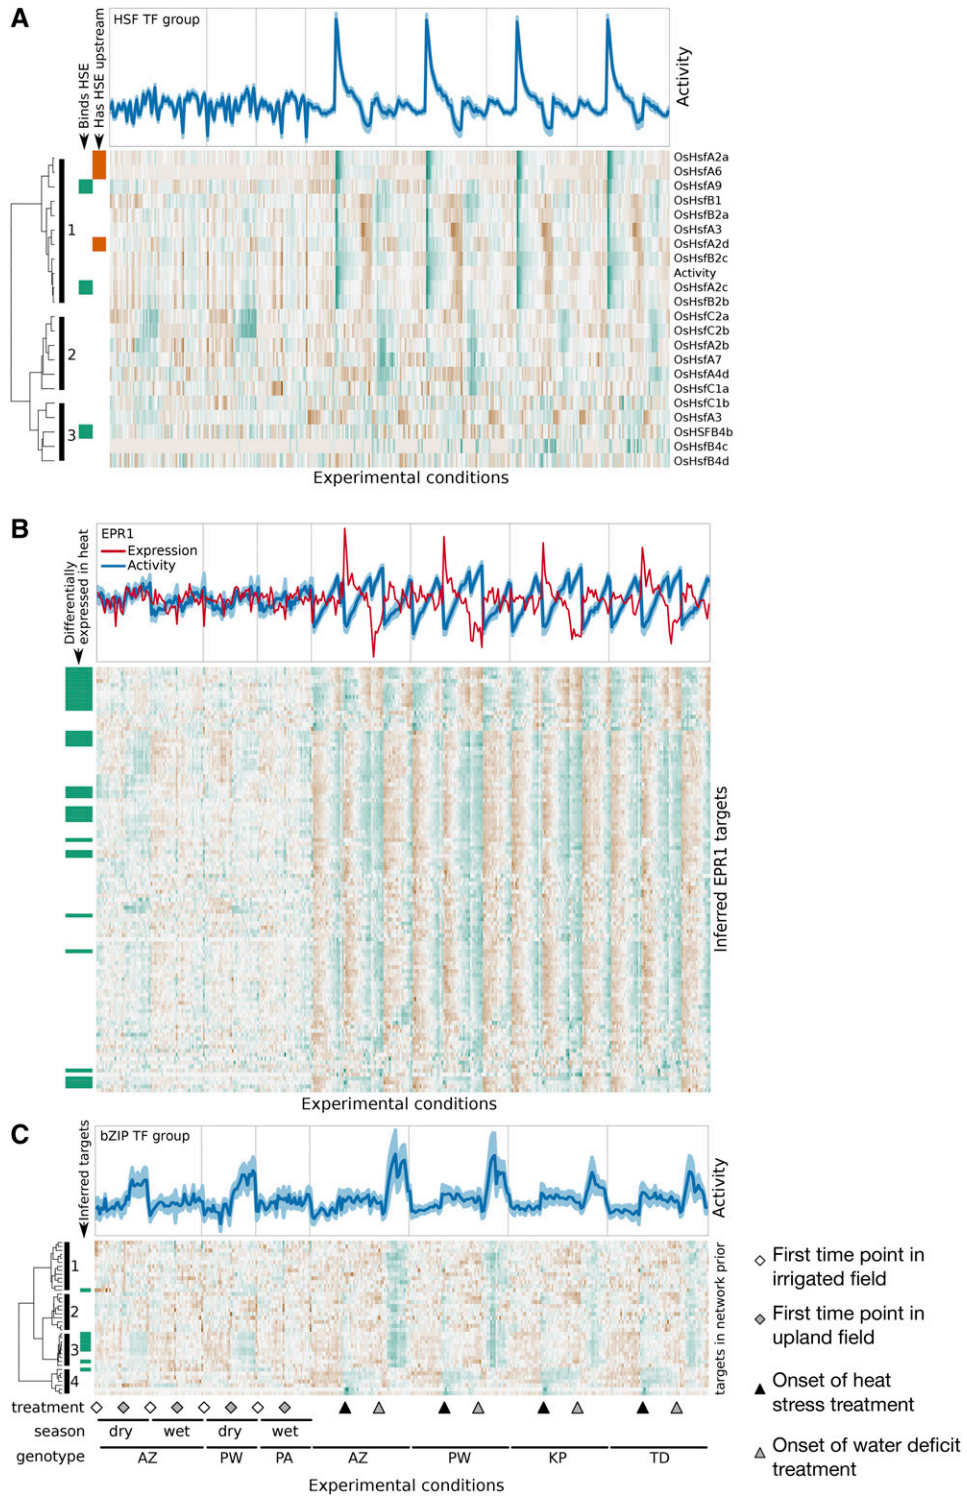 A
HSF TF group
Binds HSE
Has HSE upstream
Activity
OsHsfA2a
OsHsfA6
OsHsfA9
OsHsfB1
OsHsfB2a
OsHsfA3
OsHsfA2d
OsHsfB2c
Activity
OsHsfA2c
OsHsfB2b
OsHsfC2a
OsHsfC2b
OsHsfA2b
OsHsfA7
OsHsfA4d
OsHsfC1a
OsHsfC1b
OsHsfA3
OsHSFB4b
OsHsfB4c
OsHsfB4d
1
2
3
Experimental conditions
B
EPR1
Expression
Activity
Differentially
expressed in heat
Inferred EPR1 targets
Experimental conditions
C
bZIP TF group
Inferred targets
Activity
1
2
3
4
targets in network prior
treatment
season
dry
wet
dry
wet
genotype
AZ
PW
PA
AZ
PW
KP
TD
Experimental conditions
First time point in
irrigated field
First time point in
upland field
Onset of heat
stress treatment
Onset of water deficit
treatment